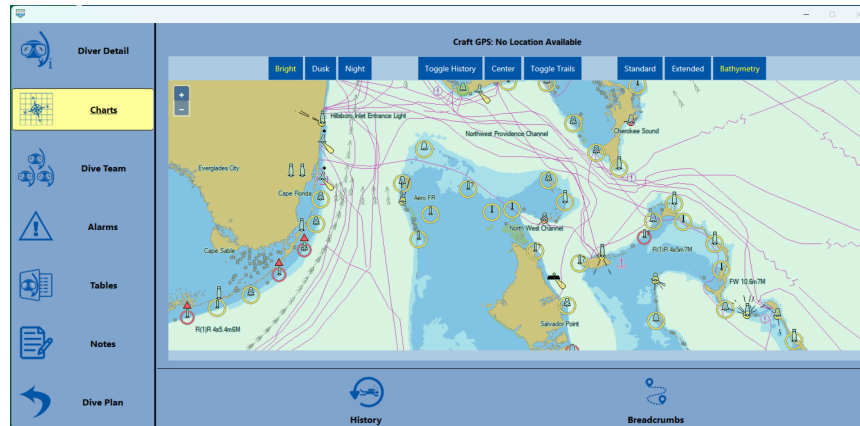 Craft GPS: No Location Available
Diver Detail
Bright Dusk Night Toggle History Center Toggle Trails Standard Extended Bathymetry
+
-
Charts
Hillsboro Inlet Entrance Light
Northwest Providence Channel
Cherokee Sound
Dive Team
Everglades City
Cape Florida
Aero FR
North West Channel
Alarms
Cape Sable
Fl(1)R 4s5m7M
Tables
FW 10.6m7M
Salvador Point
Fl(1)R 4s5.4m6M
Notes
Dive Plan
History
Breadcrumbs